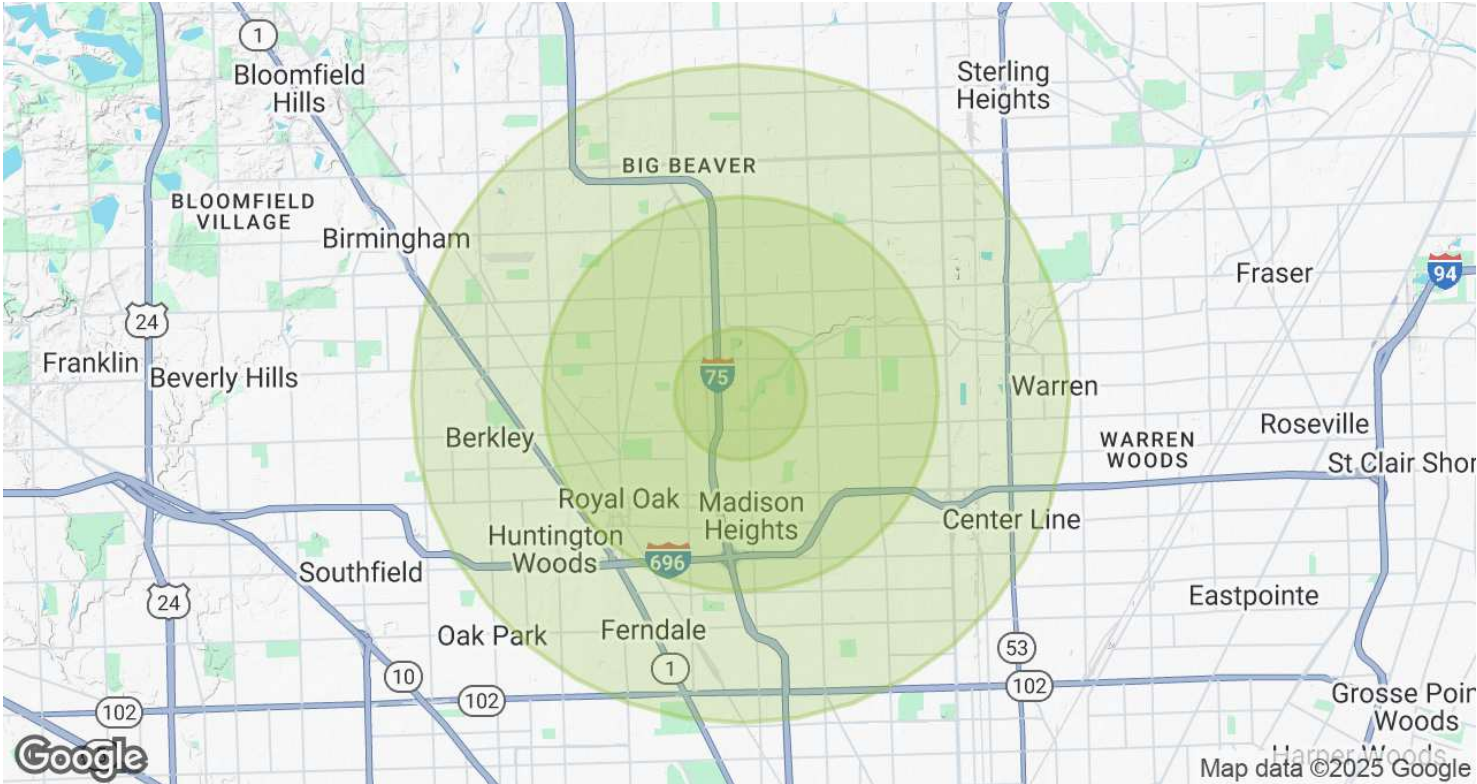 1
Bloomfield
Hills
Sterling
Heights
BIG BEAVER
BLOOMFIELD
VILLAGE
Birmingham
Fraser
94
24
Franklin
Beverly Hills
75
Warren
Berkley
Roseville
WARREN
WOODS
St Clair Shor
Royal Oak
Madison
Heights
Huntington
Woods
Center Line
696
Southfield
24
Eastpointe
Oak Park
Ferndale
53
1
10
102
102
102
Grosse Poin
Woods
Harper Woods
Google
Map data ©2025 Google